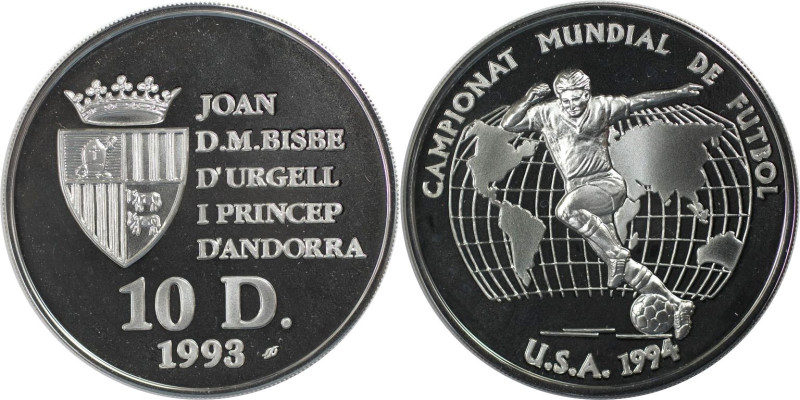 JOAN
D.M.BISBE
D'URGELL
I PRINCEP
D'ANDORRA
10 D.
1993
CAMPIONAT MUNDIAL DE FUTBOL
U.S.A. 1994